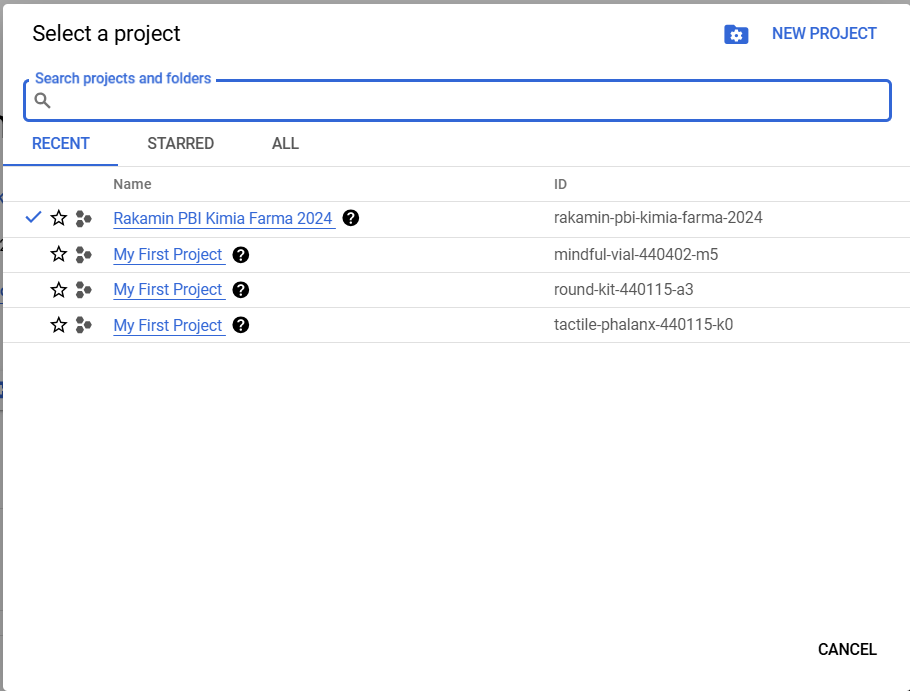 Select a project
NEW PROJECT
Search projects and folders
RECENT STARRED ALL
Name ID
Rakamin PBI Kimia Farma 2024 ? rakamin-pbi-kimia-farma-2024
My First Project ? mindful-vial-440402-m5
My First Project ? round-kit-440115-a3
My First Project ? tactile-phalanx-440115-k0
CANCEL